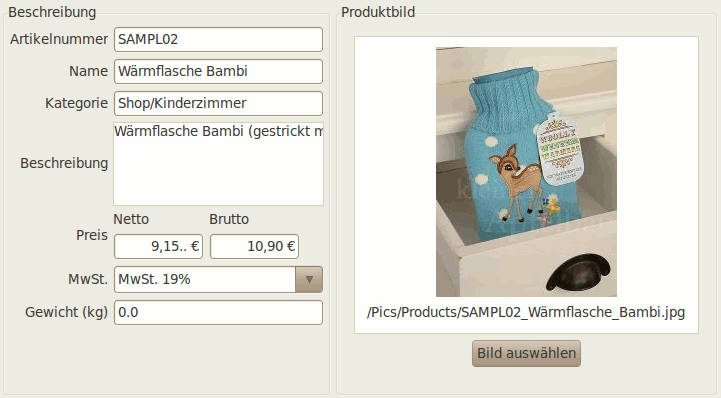 Beschreibung
Artikelnummer SAMPL02
Name Wärmflasche Bambi
Kategorie Shop/Kinderzimmer
Beschreibung Wärmflasche Bambi (gestrickt m
Netto Brutto
Preis 9,15.. € 10,90 €
MwSt. MwSt. 19%
Gewicht (kg) 0.0
Produktbild
WOOLLY
WARMERS
/Pics/Products/SAMPL02_Wärmflasche_Bambi.jpg
Bild auswählen